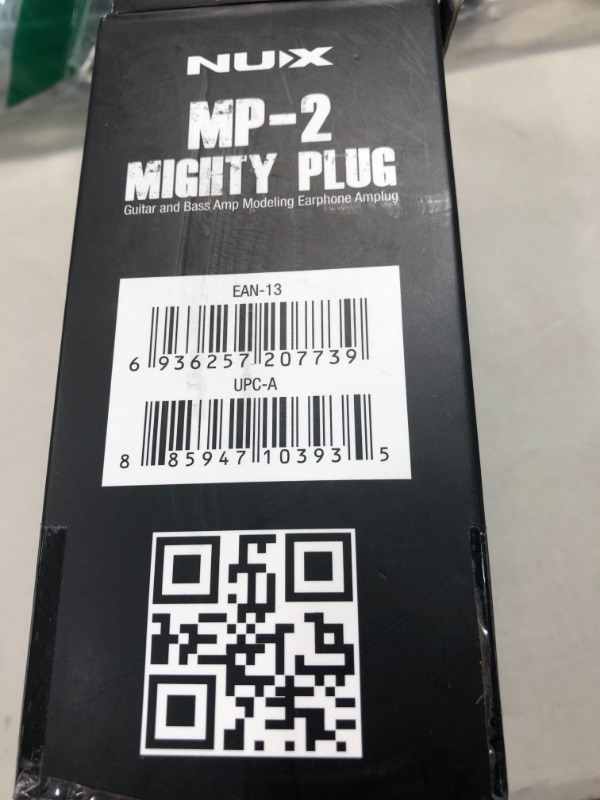 NUX
MP-2
MIGHTY PLUG
Guitar and Bass Amp Modeling Earphone Amplug
EAN-13
6 936257 207739
UPC-A
8 85947 10393 5